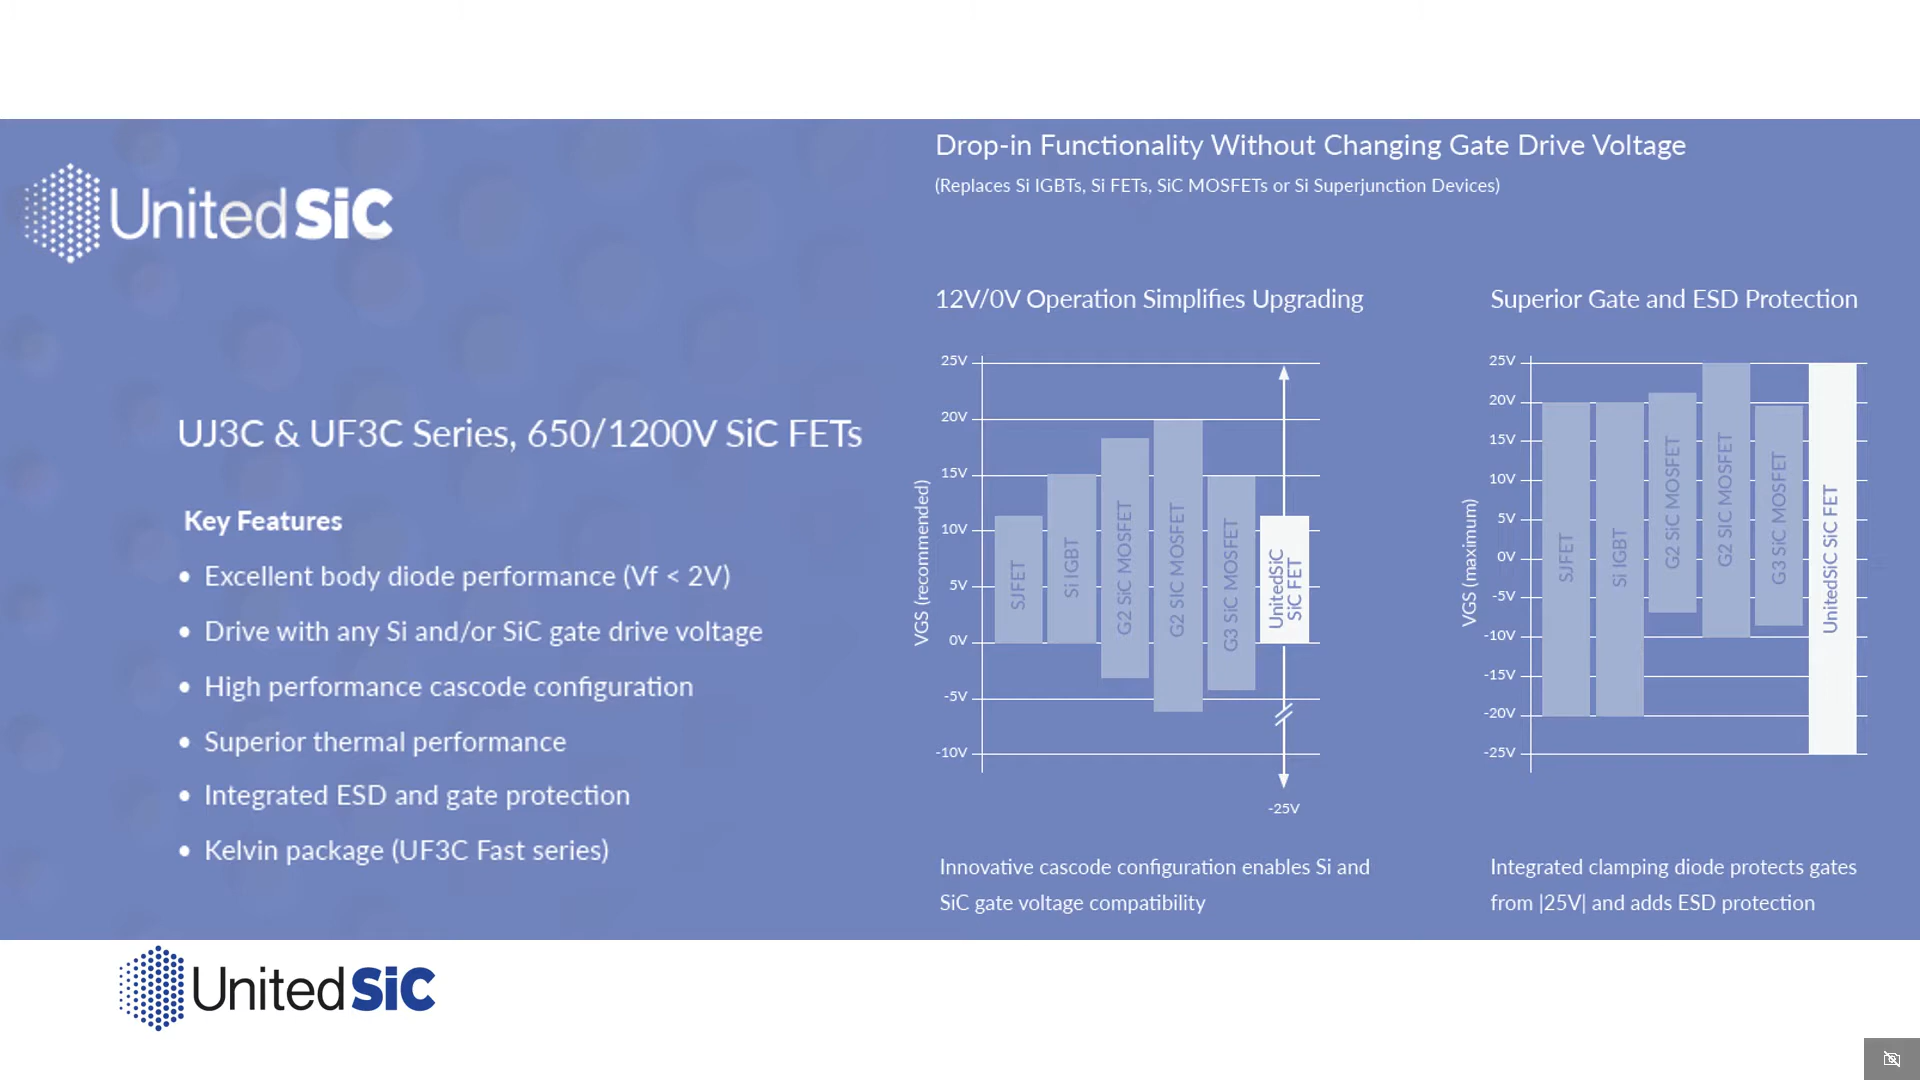 UnitedSiC
UJ3C & UF3C Series, 650/1200V SiC FETs
Key Features
• Excellent body diode performance (Vf < 2V)
• Drive with any Si and/or SiC gate drive voltage
• High performance cascode configuration
• Superior thermal performance
• Integrated ESD and gate protection
• Kelvin package (UF3C Fast series)
Drop-in Functionality Without Changing Gate Drive Voltage
(Replaces Si IGBTs, Si FETs, SiC MOSFETs or Si Superjunction Devices)
12V/0V Operation Simplifies Upgrading
VGS (recommended)
25V
20V
15V
10V
5V
0V
-5V
-10V
SJFET
Si IGBT
G2 SiC MOSFET
G2 SIC MOSFET
G3 SiC MOSFET
UnitedSiC
SiC FET
-25V
Innovative cascode configuration enables Si and
SiC gate voltage compatibility
Superior Gate and ESD Protection
VGS (maximum)
25V
20V
15V
10V
5V
0V
-5V
-10V
-15V
-20V
-25V
SJFET
Si IGBT
G2 SiC MOSFET
G2 SIC MOSFET
G3 SiC MOSFET
UnitedSiC SiC FET
Integrated clamping diode protects gates
from |25V| and adds ESD protection
UnitedSiC